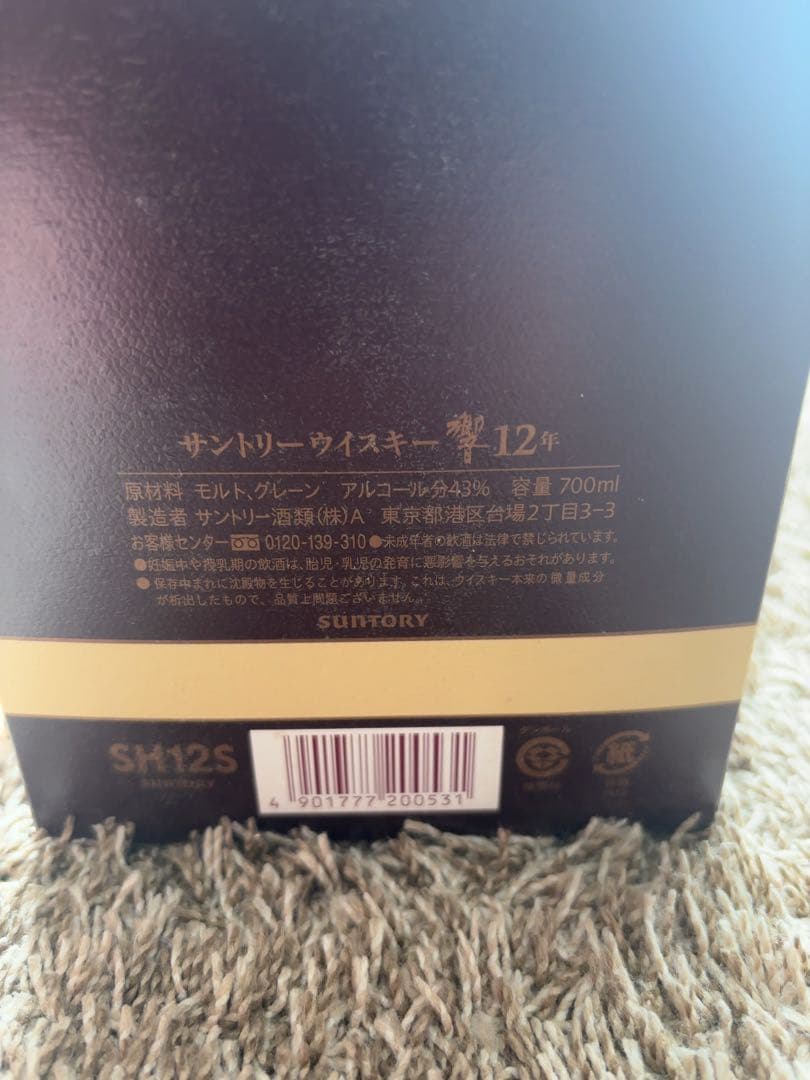 サントリーウイスキー 響 12年
原材料 モルト、グレーン アルコール分43% 容量 700ml
製造者 サントリー酒類(株)A 東京都港区台場2丁目3-3
お客様センター 0120-139-310 ●未成年者の飲酒は法律で禁じられています。
●妊娠中や授乳期の飲酒は、胎児・乳児の発育に悪影響を与えるおそれがあります。
●保存中まれに沈殿物を生じることがあります。これは、ウイスキー本来の微量成分
が析出したもので、品質上問題ございません。
SUNTORY
SH12S
SUNTORY
4 901777 200531
ダンボール
紙